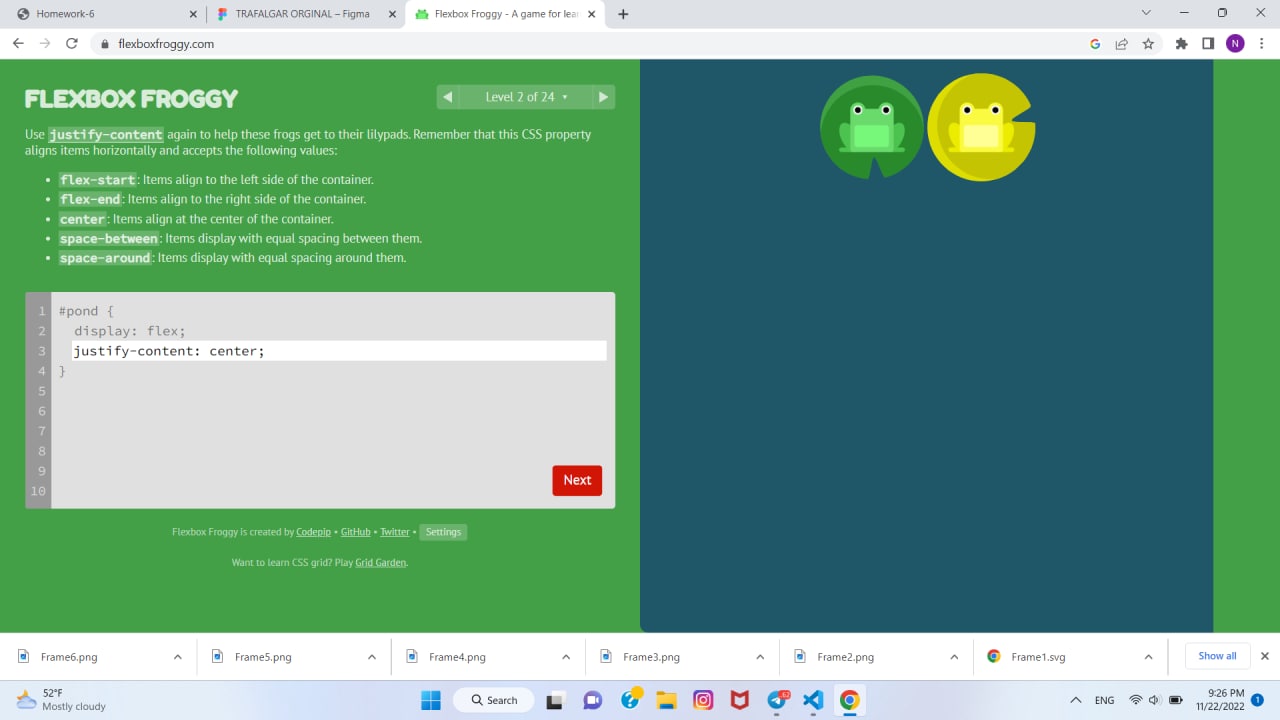 Homework-6
TRAFALGAR ORGINAL – Figma
Flexbox Froggy - A game for lear
flexboxfroggy.com
N
FLEXBOX FROGGY
Level 2 of 24
Use justify-content again to help these frogs get to their lilypads. Remember that this CSS property
aligns items horizontally and accepts the following values:
flex-start: Items align to the left side of the container.
flex-end: Items align to the right side of the container.
center: Items align at the center of the container.
space-between: Items display with equal spacing between them.
space-around: Items display with equal spacing around them.
1 #pond {
2 display: flex;
3 justify-content: center;
4 }
5
6
7
8
9
10
Next
Flexbox Froggy is created by Codepip • GitHub • Twitter • Settings
Want to learn CSS grid? Play Grid Garden.
Frame6.png
Frame5.png
Frame4.png
Frame3.png
Frame2.png
Frame1.svg
Show all
52°F
Mostly cloudy
Search
ENG
9:26 PM
11/22/2022
1